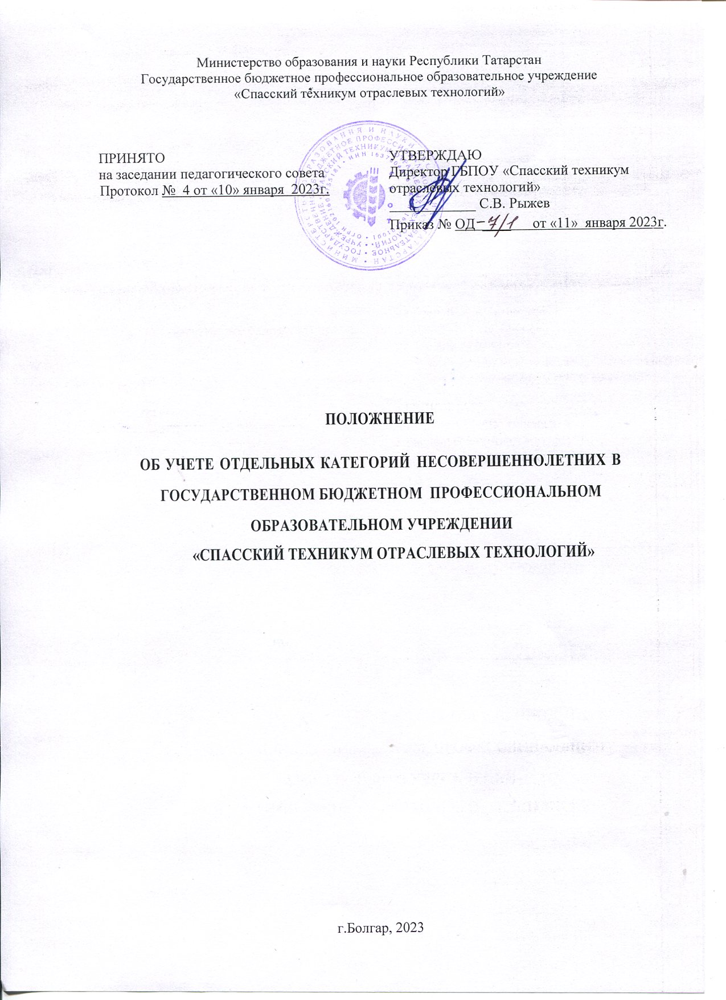 Министерство образования и науки Республики Татарстан
Государственное бюджетное профессиональное образовательное учреждение
«Спасский техникум отраслевых технологий»
ПРИНЯТО
на заседании педагогического совета
Протокол № 4 от «10» января 2023г.
УТВЕРЖДАЮ
Директор ГБПОУ «Спасский техникум
отраслевых технологий»
____________ С.В. Рыжев
Приказ № ОД-7/1 от «11» января 2023г.
ПОЛОЖНЕНИЕ
ОБ УЧЕТЕ ОТДЕЛЬНЫХ КАТЕГОРИЙ НЕСОВЕРШЕННОЛЕТНИХ В
ГОСУДАРСТВЕННОМ БЮДЖЕТНОМ ПРОФЕССИОНАЛЬНОМ
ОБРАЗОВАТЕЛЬНОМ УЧРЕЖДЕНИИ
«СПАССКИЙ ТЕХНИКУМ ОТРАСЛЕВЫХ ТЕХНОЛОГИЙ»
г.Болгар, 2023